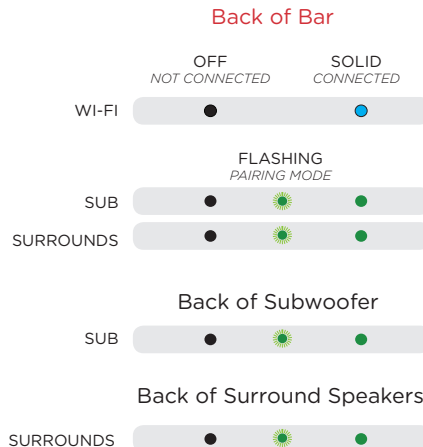 Back of Bar
OFF SOLID
NOT CONNECTED CONNECTED
WI-FI
FLASHING
PAIRING MODE
SUB
SURROUNDS
Back of Subwoofer
SUB
Back of Surround Speakers
SURROUNDS